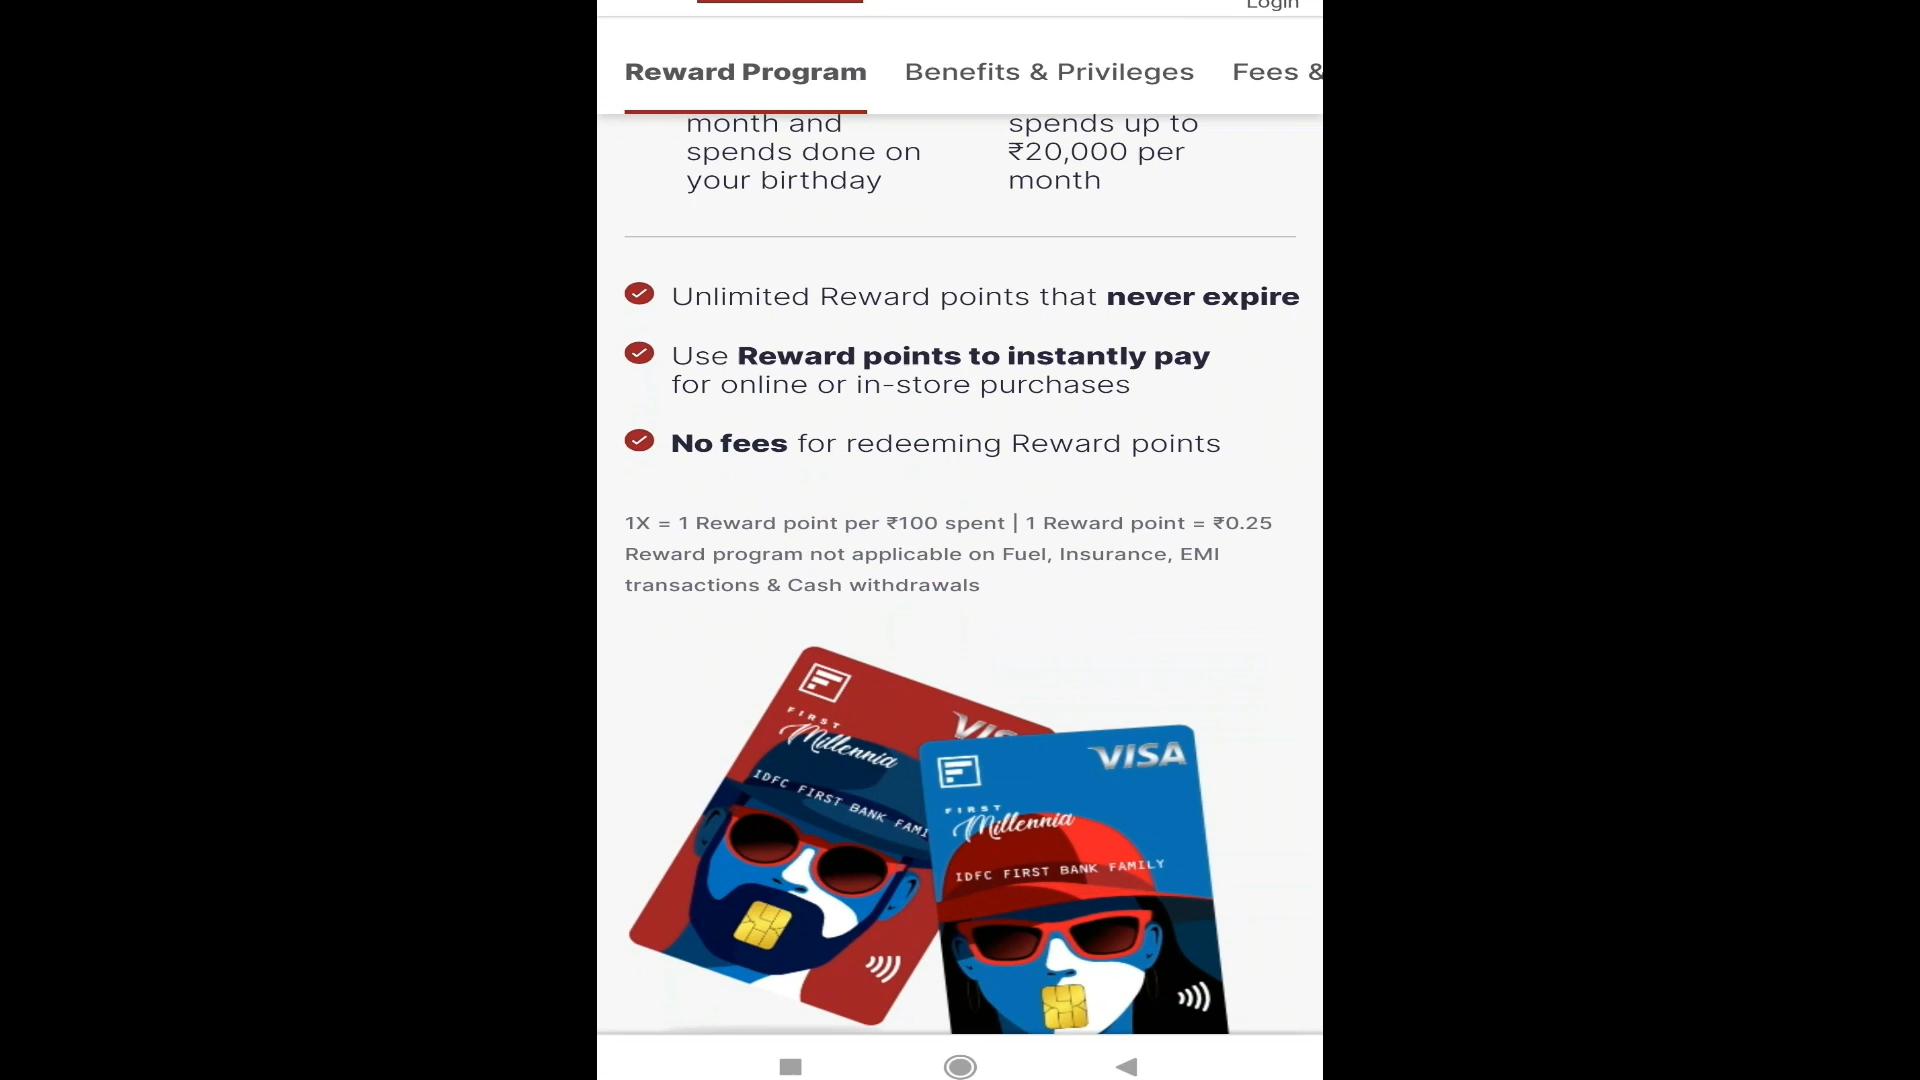 Login
Reward Program Benefits & Privileges Fees &
month and
spends done on
your birthday
spends up to
₹20,000 per
month
Unlimited Reward points that never expire
Use Reward points to instantly pay
for online or in-store purchases
No fees for redeeming Reward points
1X = 1 Reward point per ₹100 spent | 1 Reward point = ₹0.25
Reward program not applicable on Fuel, Insurance, EMI
transactions & Cash withdrawals
FIRST
Millennia
VIS
IDFC FIRST BANK FAMI
VISA
FIRST
Millennia
IDFC FIRST BANK FAMILY